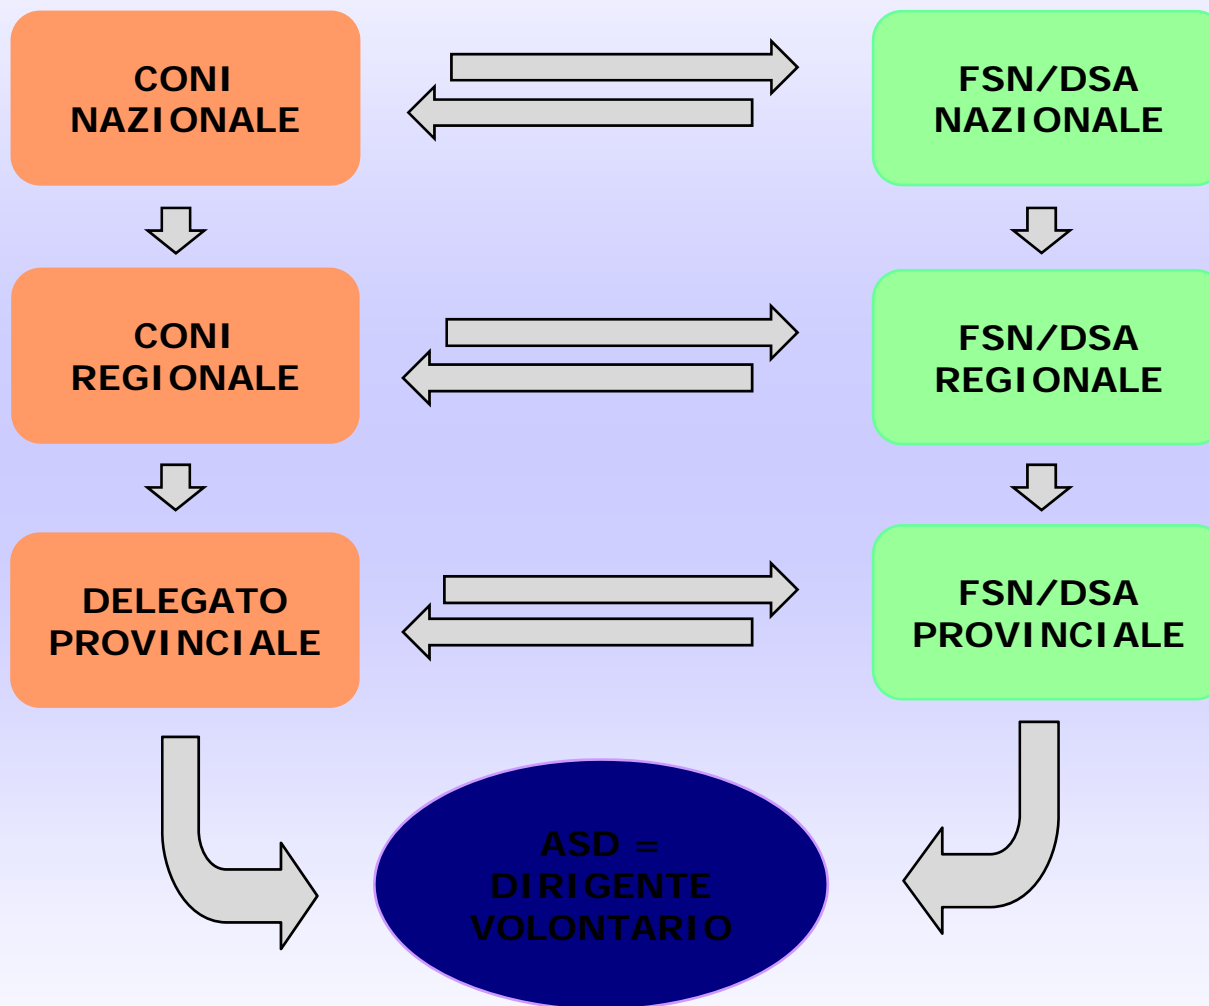 CONI
NAZIONALE
FSN/DSA
NAZIONALE
CONI
REGIONALE
FSN/DSA
REGIONALE
DELEGATO
PROVINCIALE
FSN/DSA
PROVINCIALE
ASD =
DIRIGENTE
VOLONTARIO